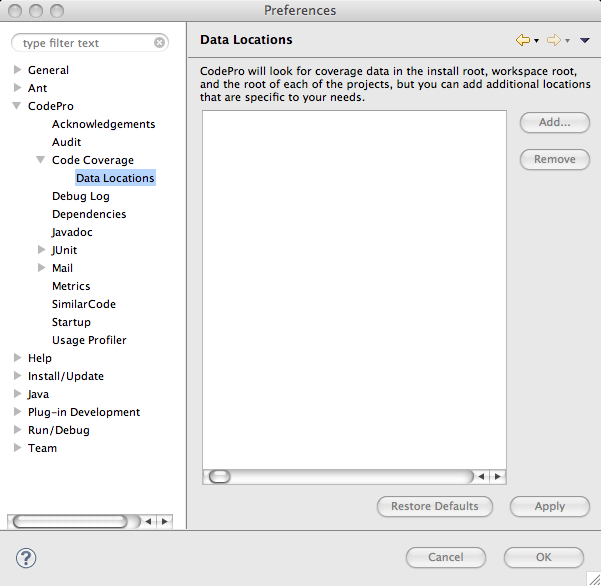 Preferences
type filter text
General
Ant
CodePro
Acknowledgements
Audit
Code Coverage
Data Locations
Debug Log
Dependencies
Javadoc
JUnit
Mail
Metrics
SimilarCode
Startup
Usage Profiler
Help
Install/Update
Java
Plug-in Development
Run/Debug
Team
Data Locations
CodePro will look for coverage data in the install root, workspace root,
and the root of each of the projects, but you can add additional locations
that are specific to your needs.
Add...
Remove
Restore Defaults
Apply
?
Cancel
OK